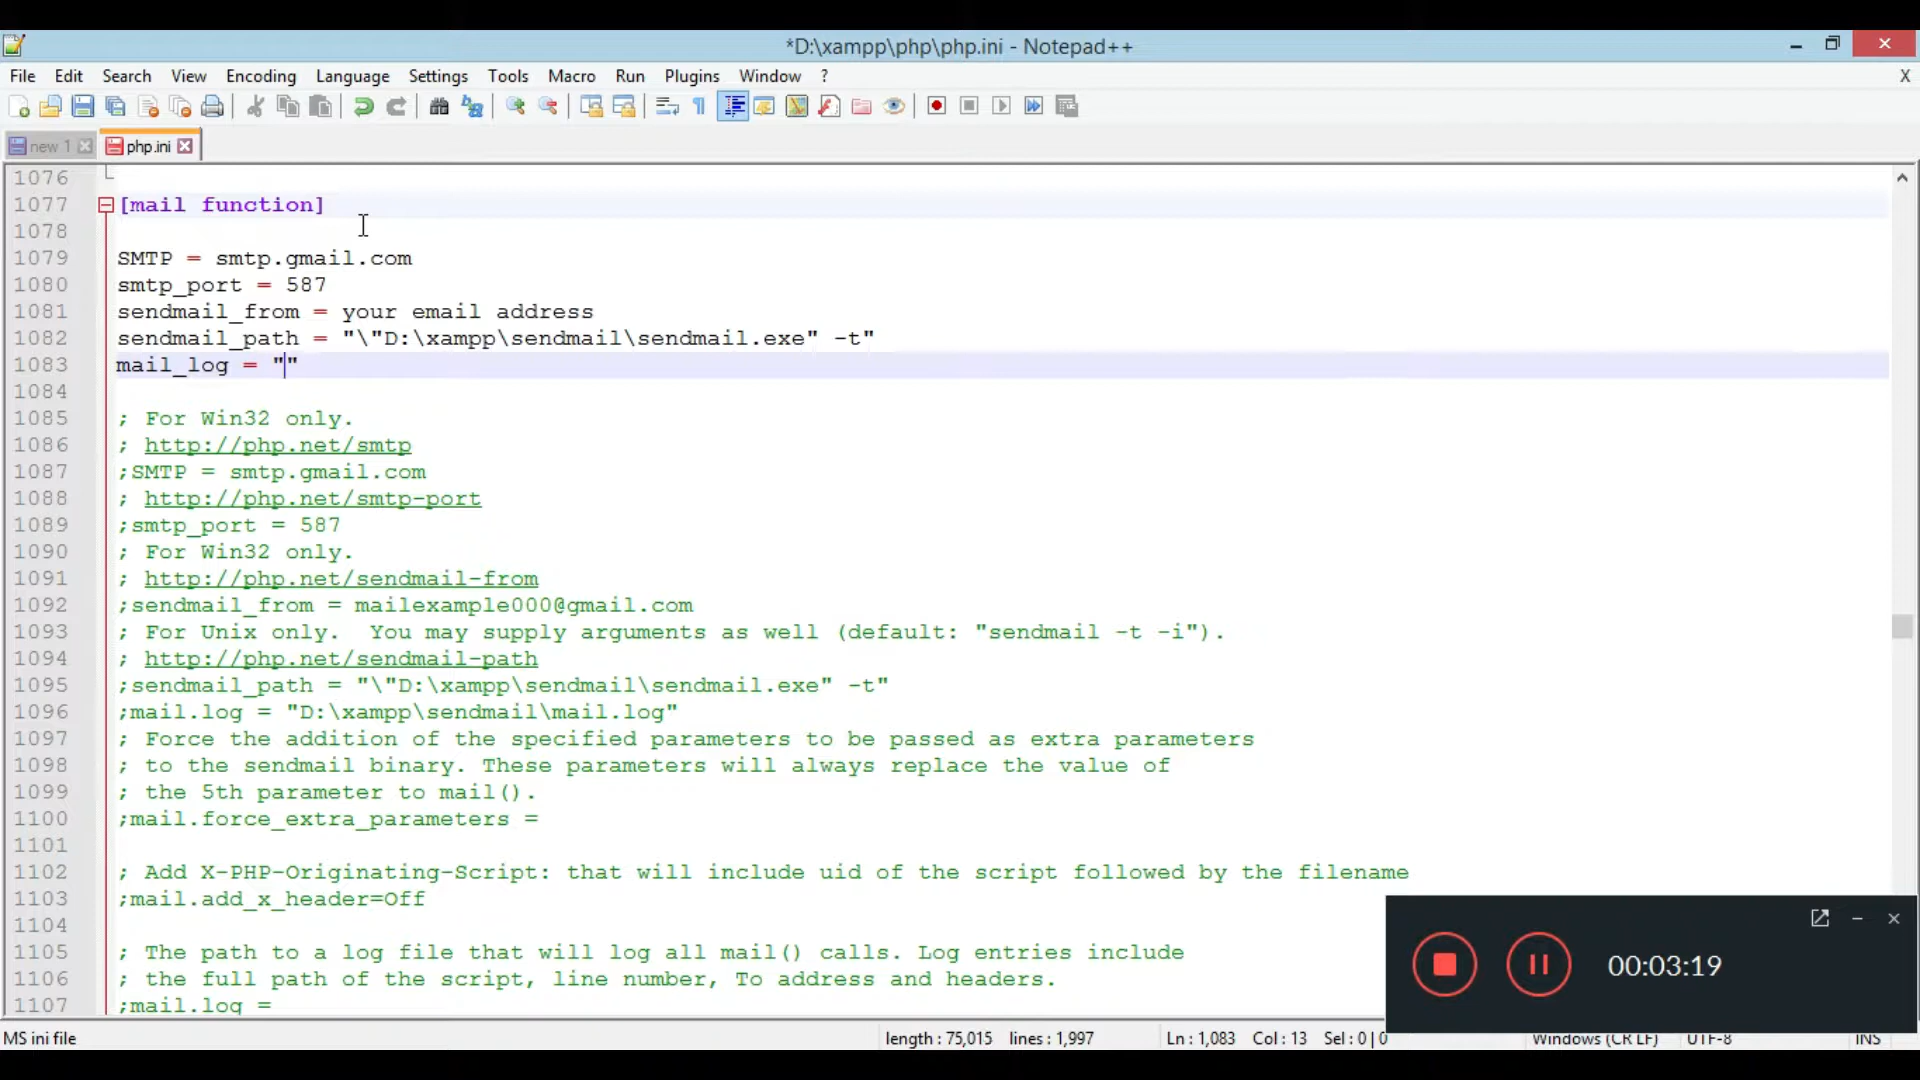 *D:\xampp\php\php.ini - Notepad++
File Edit Search View Encoding Language Settings Tools Macro Run Plugins Window ? X
new 1 php.ini
1076
1077 [mail function]
1078
1079 SMTP = smtp.gmail.com
1080 smtp_port = 587
1081 sendmail_from = your email address
1082 sendmail_path = "\"D:\xampp\sendmail\sendmail.exe" -t"
1083 mail_log = ""
1084
1085 ; For Win32 only.
1086 ; http://php.net/smtp
1087 ;SMTP = smtp.gmail.com
1088 ; http://php.net/smtp-port
1089 ;smtp_port = 587
1090 ; For Win32 only.
1091 ; http://php.net/sendmail-from
1092 ;sendmail_from = mailexample000@gmail.com
1093 ; For Unix only.  You may supply arguments as well (default: "sendmail -t -i").
1094 ; http://php.net/sendmail-path
1095 ;sendmail_path = "\"D:\xampp\sendmail\sendmail.exe" -t"
1096 ;mail.log = "D:\xampp\sendmail\mail.log"
1097 ; Force the addition of the specified parameters to be passed as extra parameters
1098 ; to the sendmail binary. These parameters will always replace the value of
1099 ; the 5th parameter to mail().
1100 ;mail.force_extra_parameters =
1101
1102 ; Add X-PHP-Originating-Script: that will include uid of the script followed by the filename
1103 ;mail.add_x_header=Off
1104
1105 ; The path to a log file that will log all mail() calls. Log entries include
1106 ; the full path of the script, line number, To address and headers.
1107 ;mail.log =
00:03:19
MS ini file length : 75,015 lines : 1,997 Ln : 1,083 Col : 13 Sel : 0 | 0 Windows (CR LF) UTF-8 INS